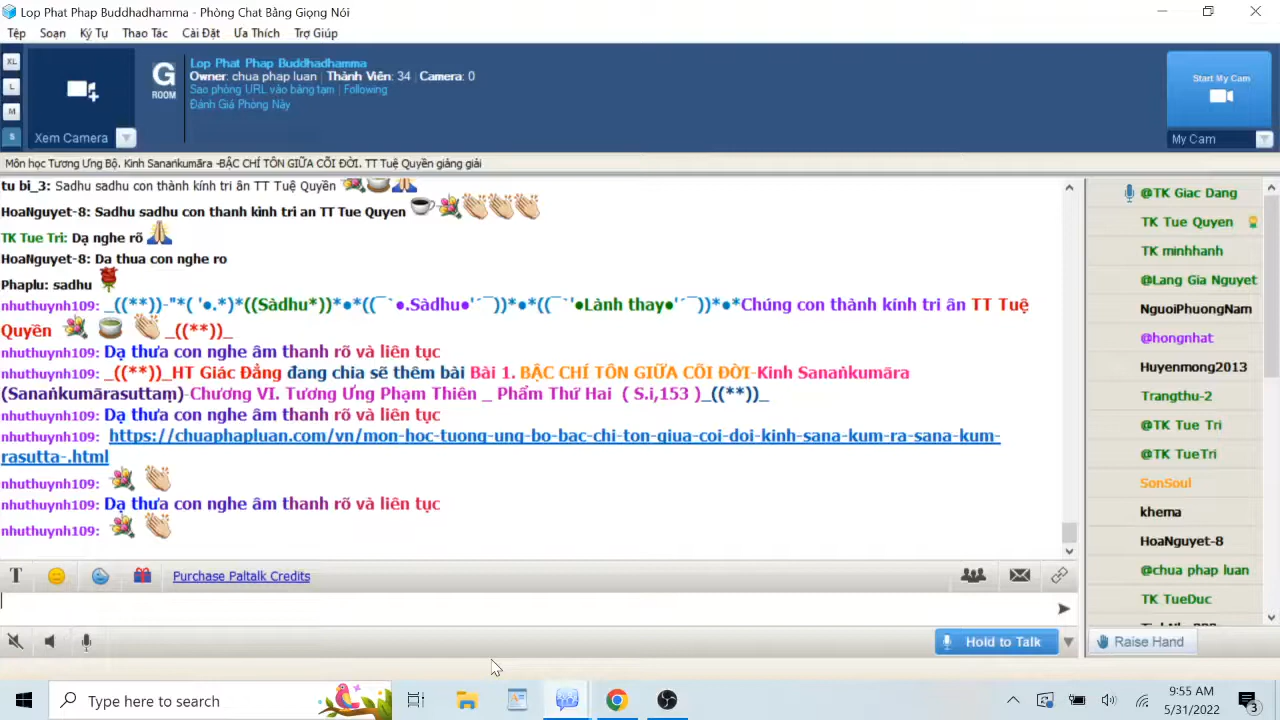 Lop Phat Phap Buddhadhamma - Phòng Chat Bằng Giọng Nói
Tệp Soạn Ký Tự Thao Tác Cài Đặt Ưa Thích Trợ Giúp
XL
L
M
S
Xem Camera
G
ROOM
Lop Phat Phap Buddhadhamma
Owner: chua phap luan | Thành Viên: 34 | Camera: 0
Sao phỏng URL vào bảng tạm | Following
Đánh Giá Phòng Này
Start My Cam
My Cam
Môn học Tương Ưng Bộ. Kinh Sanankumāra -BẬC CHÍ TÔN GIỮA CÕI ĐỜI. TT Tuệ Quyền giảng giải
tu bi_3: Sadhu sadhu con thành kính tri ân TT Tuệ Quyền
HoaNguyet-8: Sadhu sadhu con thanh kinh tri an TT Tue Quyen
TK Tue Tri: Dạ nghe rõ
HoaNguyet-8: Da thua con nghe ro
Phaplu: sadhu
nhuthuynh109: _((**))-"*( '●.*)*((Sàdhu*))*●*((¯`●.Sàdhu●'´¯))*●*((¯`'●Lành thay●'´¯))*●*Chúng con thành kính tri ân TT Tuệ
Quyền _((**))_
nhuthuynh109: Dạ thưa con nghe âm thanh rõ và liên tục
nhuthuynh109: _((**))_HT Giác Đẳng đang chia sẽ thêm bài Bài 1. BẬC CHÍ TÔN GIỮA CÕI ĐỜI-Kinh Sanaṅkumāra
(Sanaṅkumārasuttaṃ)-Chương VI. Tương Ưng Phạm Thiên _ Phẩm Thứ Hai ( S.i,153 )_((**))_
nhuthuynh109: Dạ thưa con nghe âm thanh rõ và liên tục
nhuthuynh109: https://chuaphapluan.com/vn/mon-hoc-tuong-ung-bo-bac-chi-ton-giua-coi-doi-kinh-sana-kum-ra-sana-kum-
rasutta-.html
nhuthuynh109:
nhuthuynh109: Dạ thưa con nghe âm thanh rõ và liên tục
nhuthuynh109:
@TK Giac Dang
TK Tue Quyen
TK minhhanh
@Lang Gia Nguyet
NguoiPhuongNam
@hongnhat
Huyenmong2013
Trangthu-2
@TK Tue Tri
@TK TueTri
SonSoul
khema
HoaNguyet-8
@chua phap luan
TK TueDuc
T Purchase Paltalk Credits
Hold to Talk
Raise Hand
Type here to search
9:55 AM
5/31/2022
3